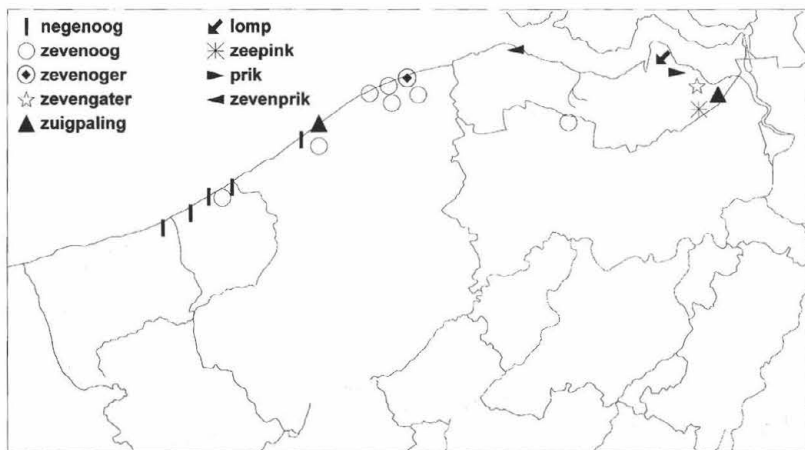 negenoog
zevenoog
zevenoger
zevengater
zuigpaling
lomp
zeepink
prik
zevenprik